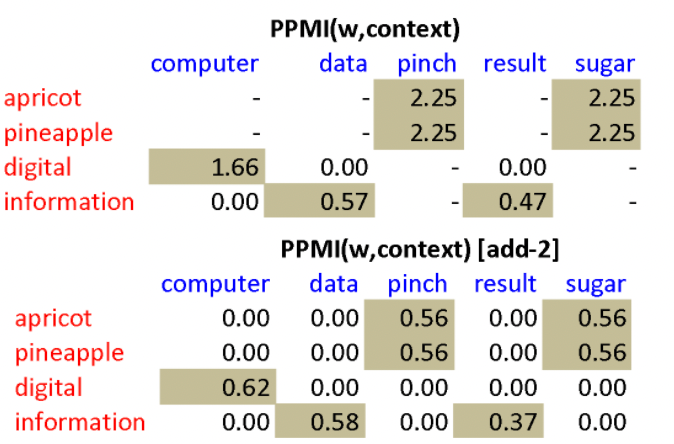 PPMI(w,context)
computer data pinch result sugar
apricot - - 2.25 - 2.25
pineapple - - 2.25 - 2.25
digital 1.66 0.00 - 0.00 -
information 0.00 0.57 - 0.47 -
PPMI(w,context) [add-2]
computer data pinch result sugar
apricot 0.00 0.00 0.56 0.00 0.56
pineapple 0.00 0.00 0.56 0.00 0.56
digital 0.62 0.00 0.00 0.00 0.00
information 0.00 0.58 0.00 0.37 0.00